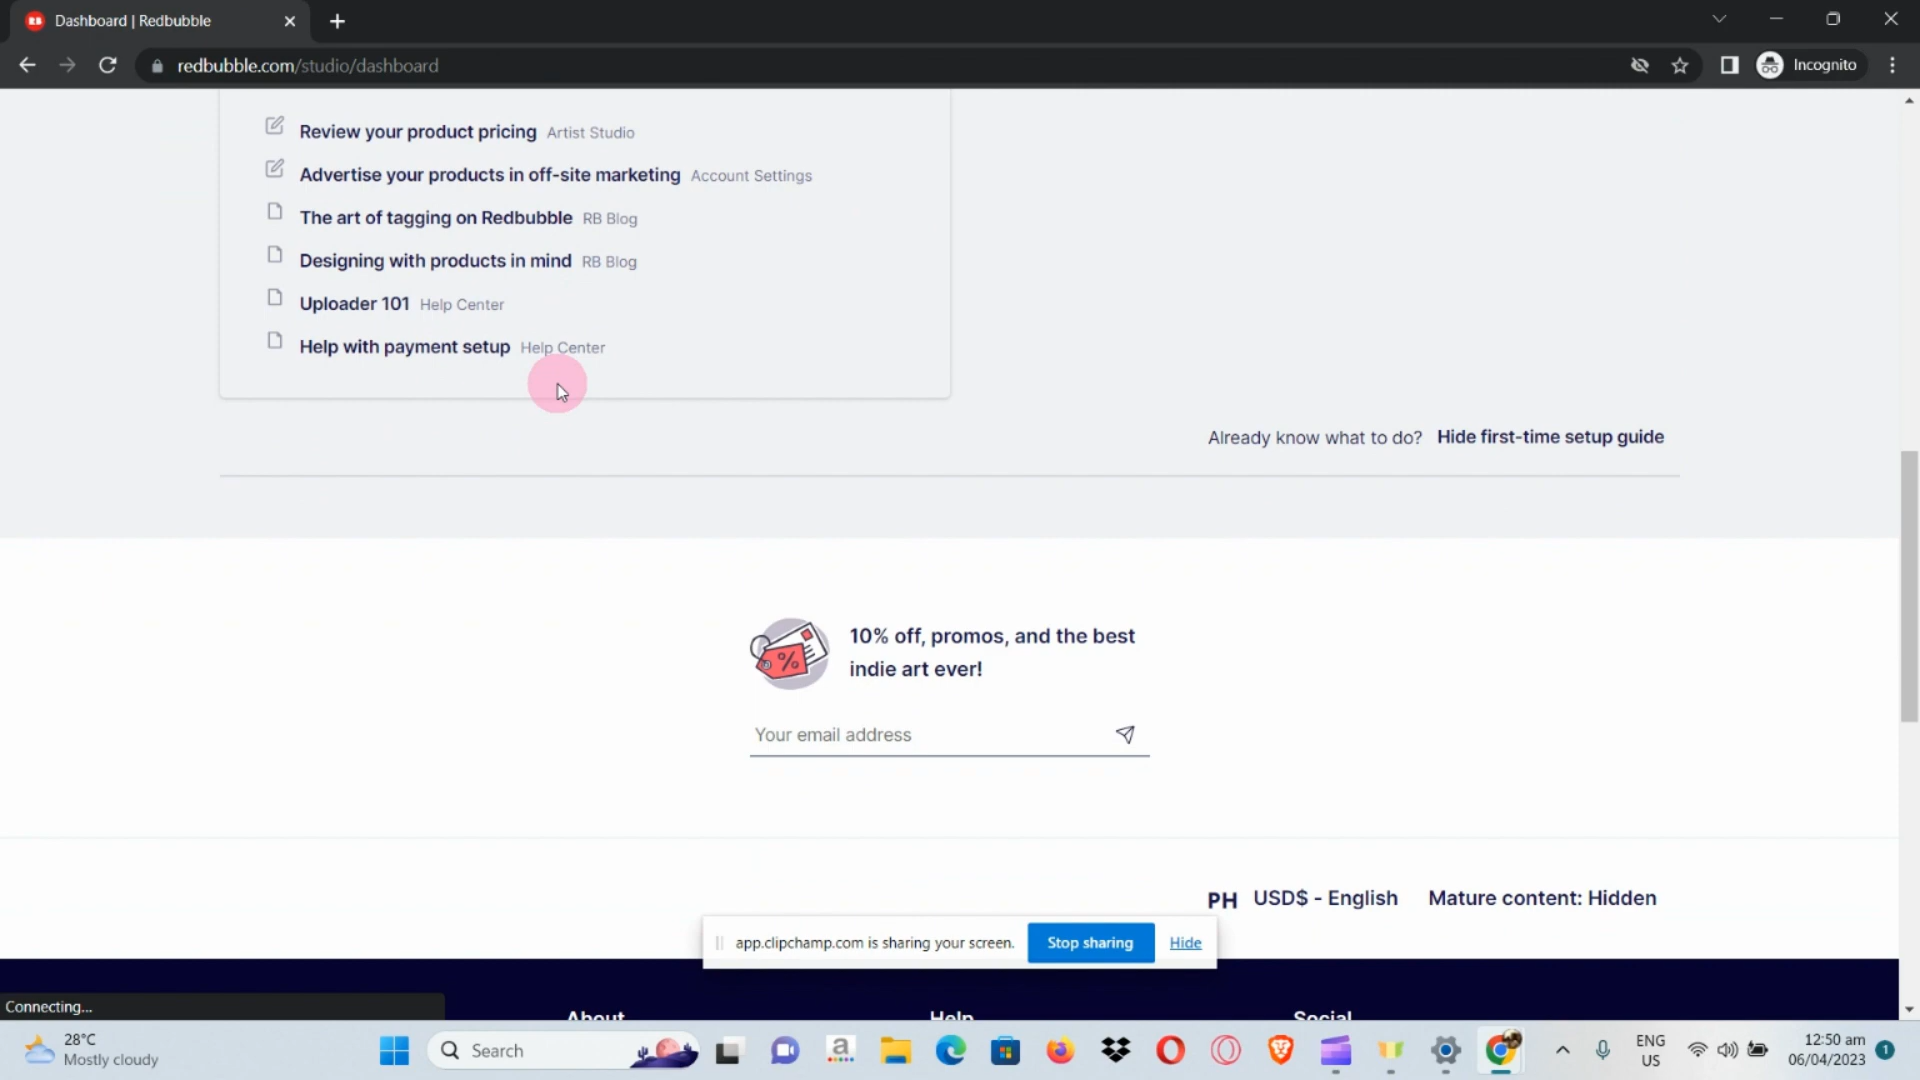 Dashboard | Redbubble
redbubble.com/studio/dashboard
Incognito
Review your product pricing Artist Studio
Advertise your products in off-site marketing Account Settings
The art of tagging on Redbubble RB Blog
Designing with products in mind RB Blog
Uploader 101 Help Center
Help with payment setup Help Center
Already know what to do? Hide first-time setup guide
10% off, promos, and the best
indie art ever!
Your email address
PH USD$ - English Mature content: Hidden
app.clipchamp.com is sharing your screen. Stop sharing Hide
Connecting...
About Help Social
28°C
Mostly cloudy
Search
ENG
US
12:50 am
06/04/2023
1